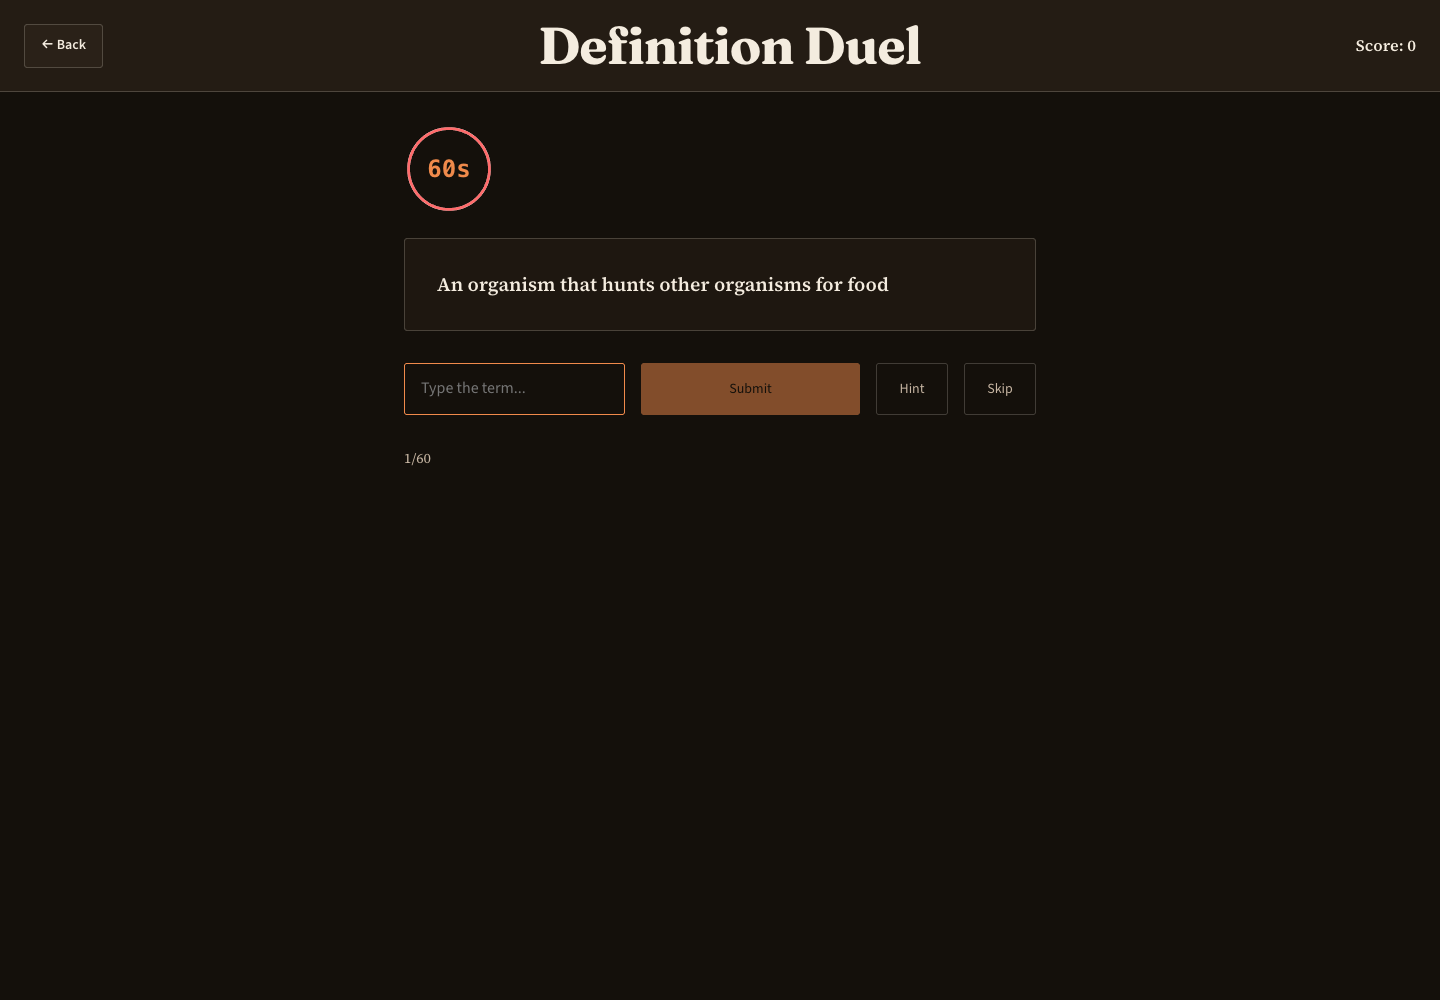 ← Back
Definition Duel
Score: 0
60s
An organism that hunts other organisms for food
Type the term...
Submit
Hint
Skip
1/60